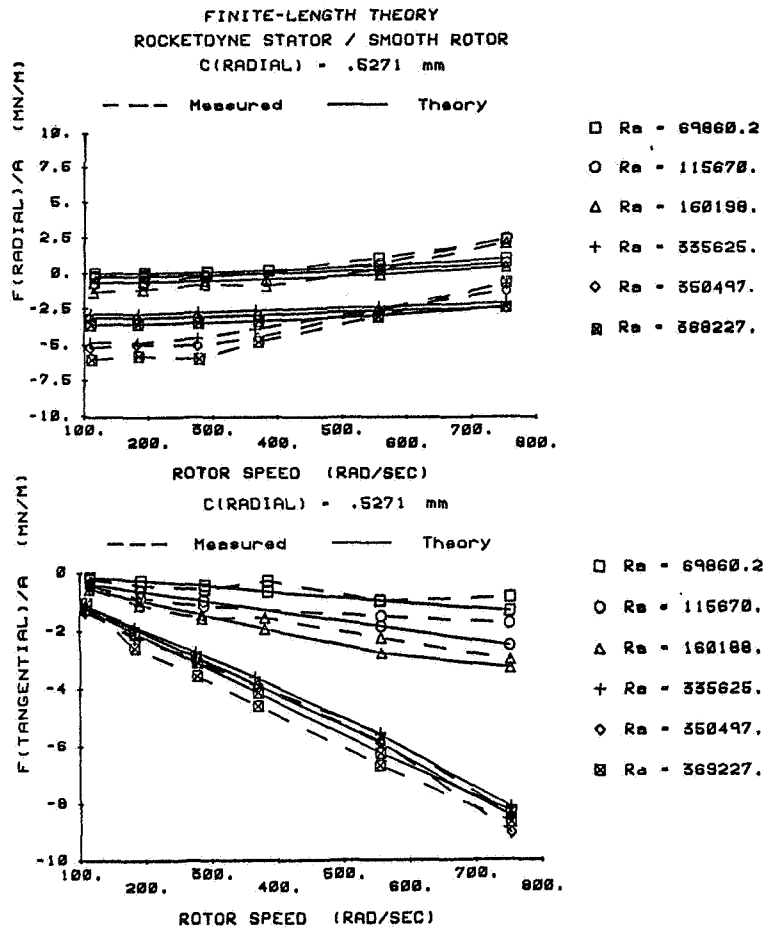 FINITE-LENGTH THEORY
ROCKETDYNE STATOR / SMOOTH ROTOR
C(RADIAL) - .5271 mm
Measured Theory
F(RADIAL)/A (MN/M)
10.
7.5
5.
2.5
0.
-2.5
-5.
-7.5
-10.
100. 200. 300. 400. 500. 600. 700. 800.
ROTOR SPEED (RAD/SEC)
Ra - 69860.2
Ra - 115670.
Ra - 160198.
Ra - 335625.
Ra - 350497.
Ra - 388227.
C(RADIAL) - .5271 mm
Measured Theory
F(TANGENTIAL)/A (MN/M)
0
-2
-4
-6
-8
-10
100. 200. 300. 400. 500. 600. 700. 800.
ROTOR SPEED (RAD/SEC)
Ra - 69860.2
Ra - 115670.
Ra - 160188.
Ra - 335625.
Ra - 350497.
Ra - 369227.